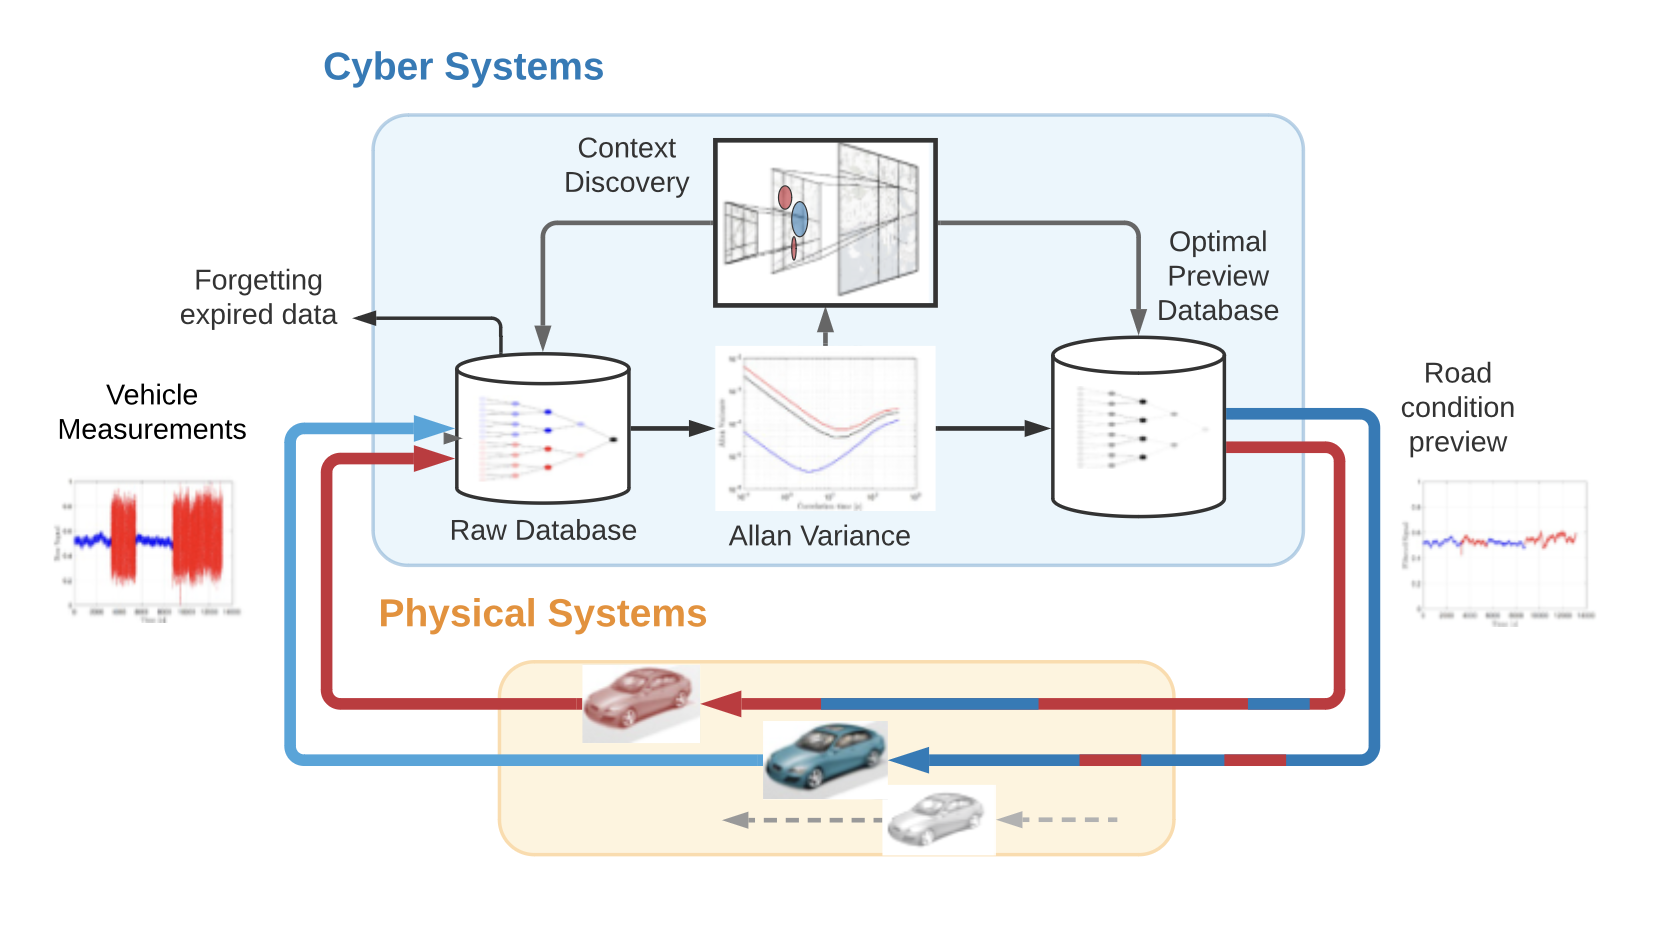 Cyber Systems
Context
Discovery
Optimal
Preview
Database
Forgetting
expired data
Vehicle
Measurements
Road
condition
preview
Raw Database
Allan Variance
Physical Systems